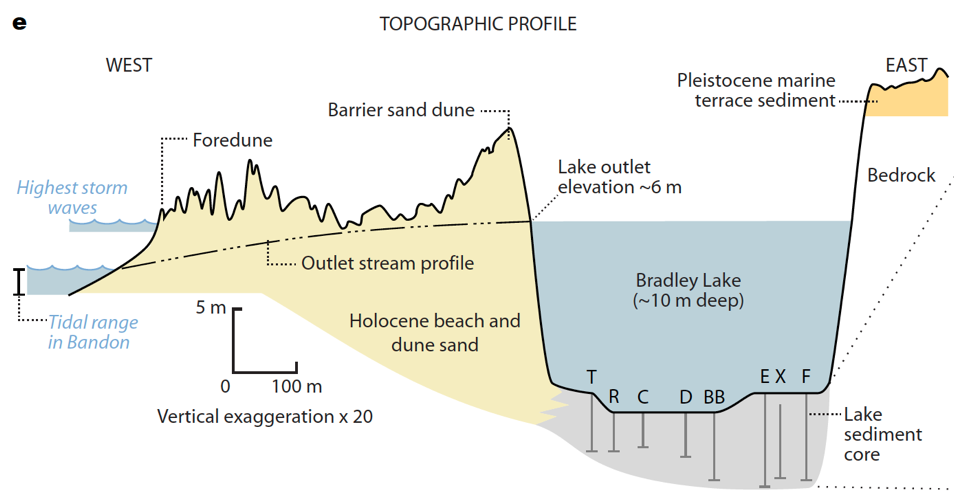 e
TOPOGRAPHIC PROFILE
WEST
EAST
Pleistocene marine
terrace sediment
Barrier sand dune
Foredune
Lake outlet
elevation ~6 m
Bedrock
Highest storm
waves
Outlet stream profile
Bradley Lake
(~10 m deep)
Tidal range
in Bandon
5 m
Holocene beach and
dune sand
0 100 m
Vertical exaggeration x 20
T R C D BB E X F
Lake
sediment
core